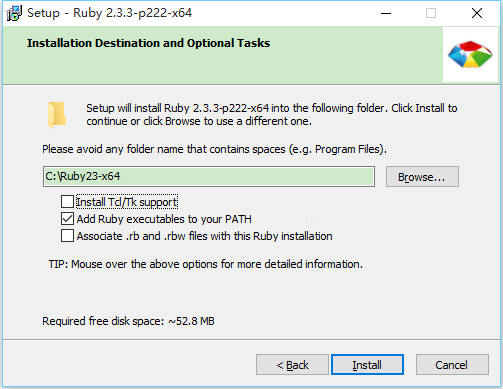 Setup - Ruby 2.3.3-p222-x64
Installation Destination and Optional Tasks
Setup will install Ruby 2.3.3-p222-x64 into the following folder. Click Install to
continue or click Browse to use a different one.
Please avoid any folder name that contains spaces (e.g. Program Files).
C:\Ruby23-x64
Browse...
Install Tcl/Tk support
Add Ruby executables to your PATH
Associate .rb and .rbw files with this Ruby installation
TIP: Mouse over the above options for more detailed information.
Required free disk space: ~52.8 MB
< Back
Install
Cancel